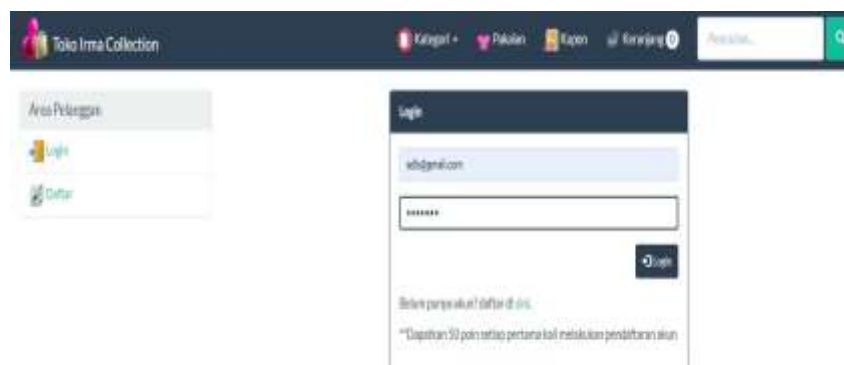 Toko Irma Collection
Kategori
Pakaian
Kupon
Keranjang 0
Pencarian...
Area Pelanggan
Login
Daftar
Login
@gmail.com
Login
Belum punya akun? daftar di sini.
**Dapatkan 50 poin setiap pertama kali melakukan pendaftaran akun